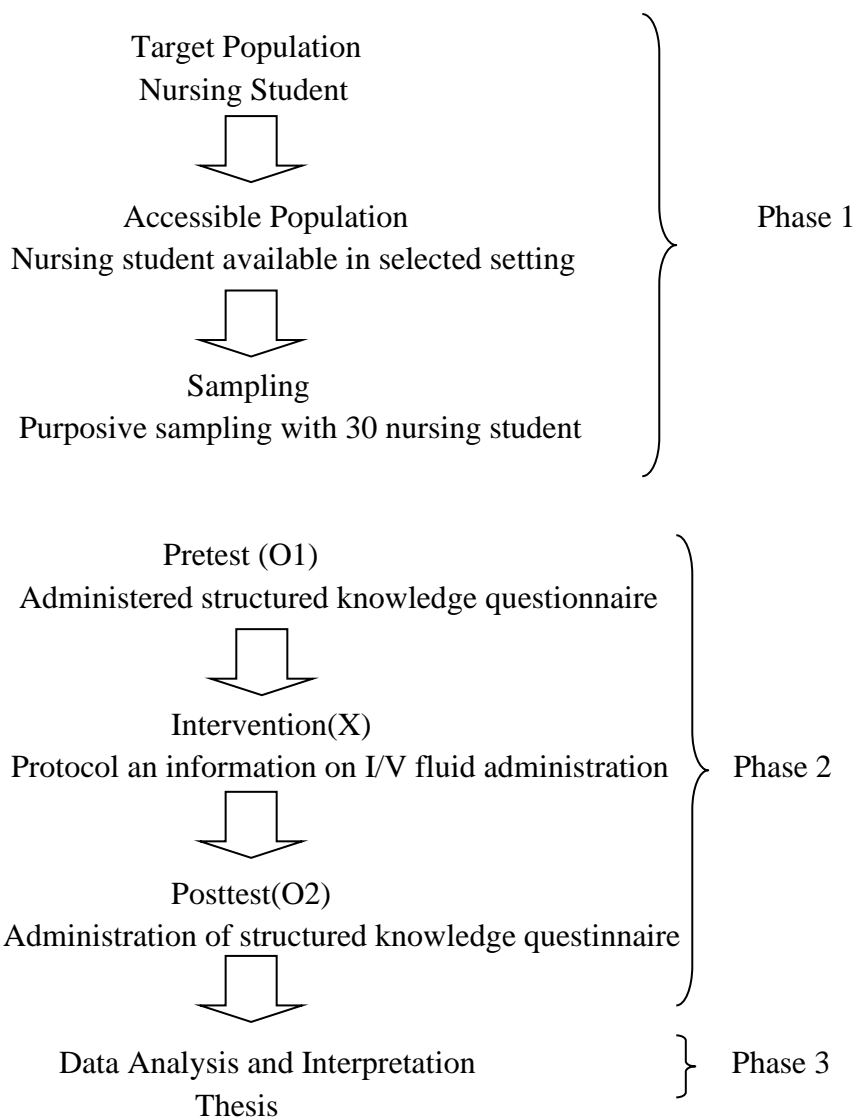 Target Population
Nursing Student
Accessible Population
Nursing student available in selected setting
Sampling
Purposive sampling with 30 nursing student
Phase 1
Pretest (O1)
Administered structured knowledge questionnaire
Intervention(X)
Protocol an information on I/V fluid administration
Posttest(O2)
Administration of structured knowledge questinnaire
Phase 2
Data Analysis and Interpretation
Thesis
Phase 3